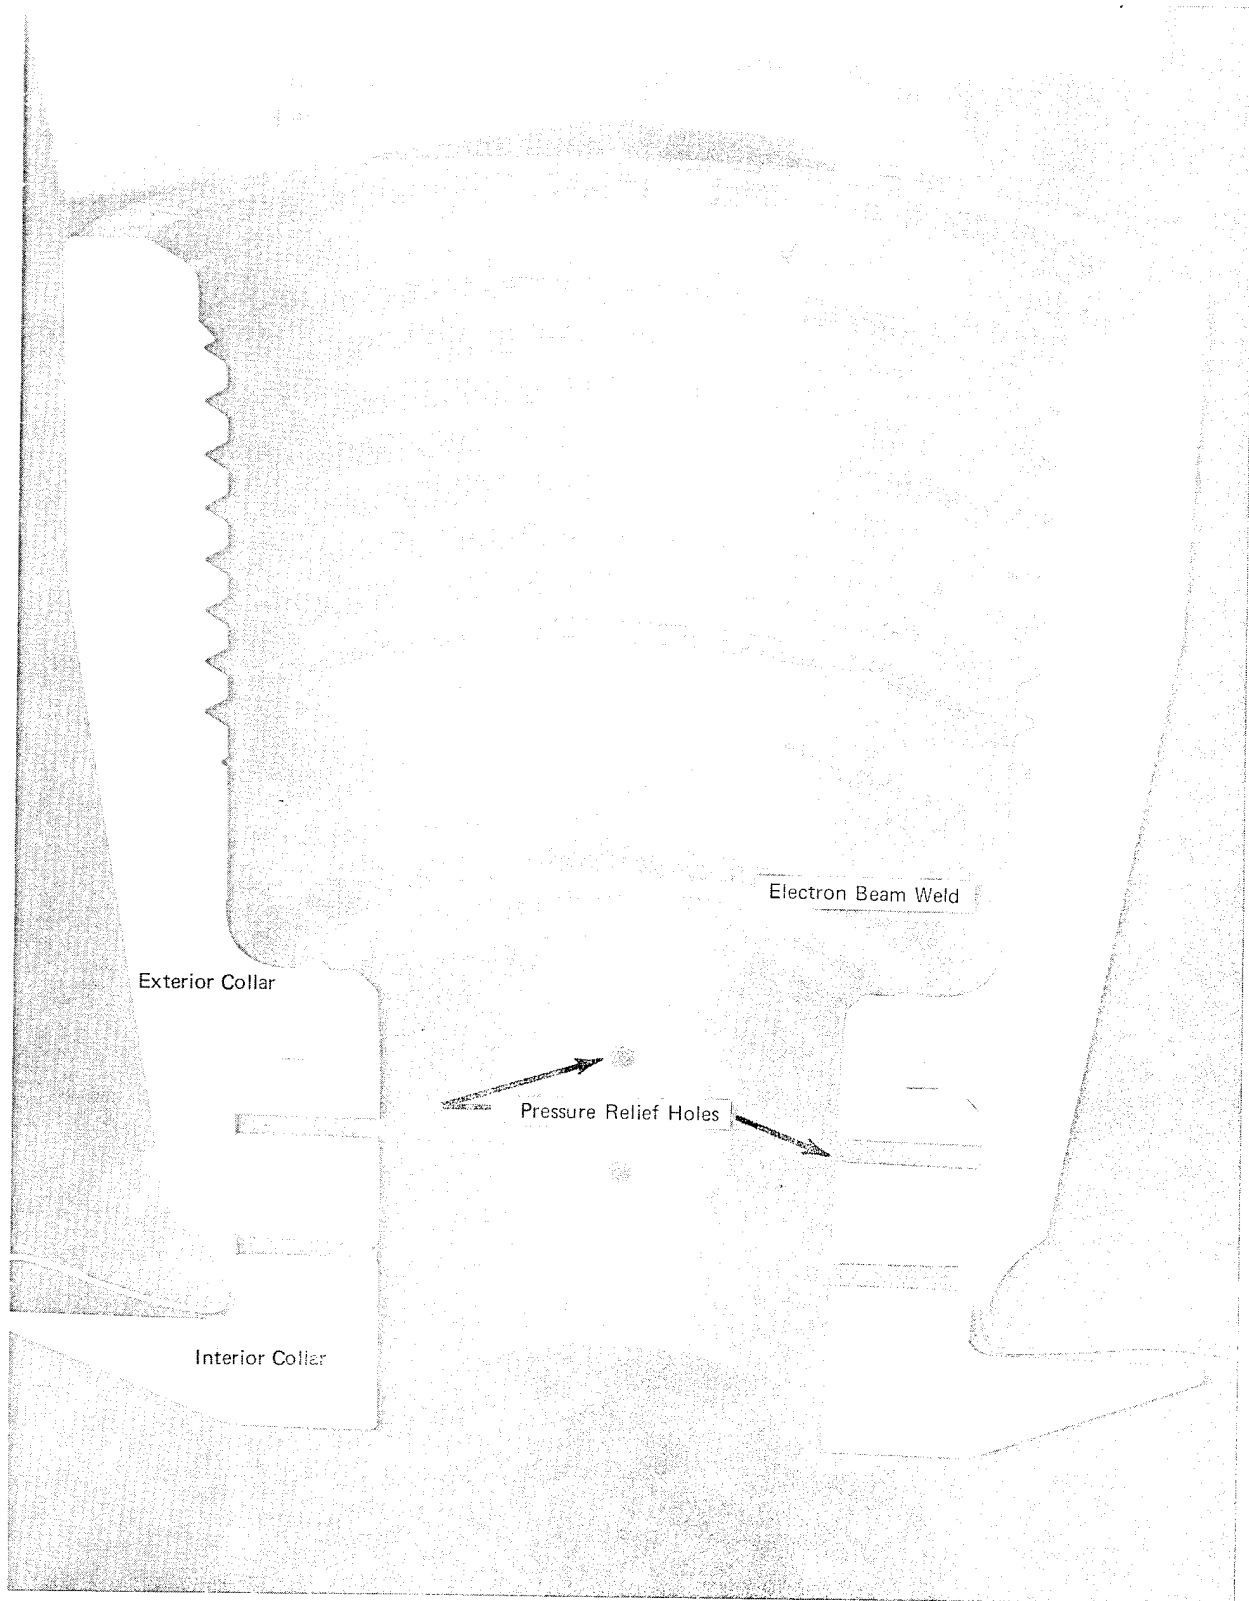 Electron Beam Weld
Exterior Collar
Pressure Relief Holes
Interior Collar